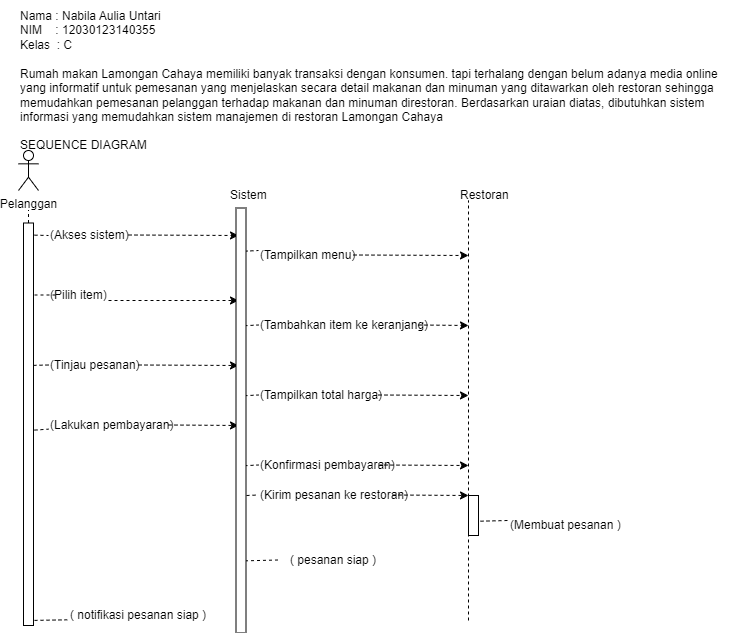 Nama : Nabila Aulia Untari
NIM : 12030123140355
Kelas : C
Rumah makan Lamongan Cahaya memiliki banyak transaksi dengan konsumen. tapi terhalang dengan belum adanya media online
yang informatif untuk pemesanan yang menjelaskan secara detail makanan dan minuman yang ditawarkan oleh restoran sehingga
memudahkan pemesanan pelanggan terhadap makanan dan minuman direstoran. Berdasarkan uraian diatas, dibutuhkan sistem
informasi yang memudahkan sistem manajemen di restoran Lamongan Cahaya
SEQUENCE DIAGRAM
Pelanggan
Sistem
Restoran
(Akses sistem)
(Tampilkan menu)
(Pilih item)
(Tambahkan item ke keranjang)
(Tinjau pesanan)
(Tampilkan total harga)
(Lakukan pembayaran)
(Konfirmasi pembayaran)
(Kirim pesanan ke restoran)
(Membuat pesanan )
( pesanan siap )
( notifikasi pesanan siap )